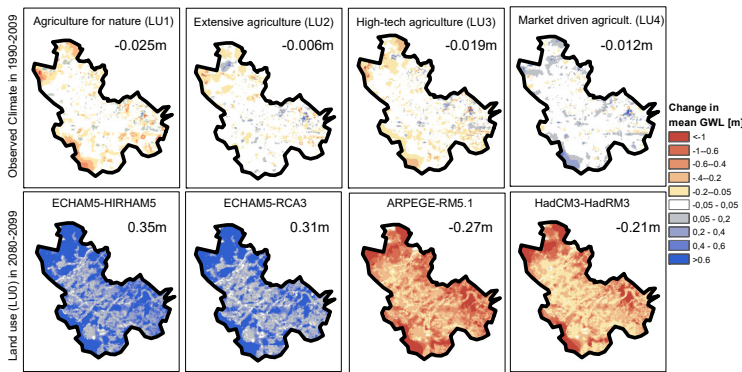 Agriculture for nature (LU1)
-0.025m
Extensive agriculture (LU2)
-0.006m
High-tech agriculture (LU3)
-0.019m
Market driven agricult. (LU4)
-0.012m
Observed Climate in 1990-2009
ECHAM5-HIRHAM5
0.35m
ECHAM5-RCA3
0.31m
ARPEGE-RM5.1
-0.27m
HadCM3-HadRM3
-0.21m
Land use (LU0) in 2080-2099
Change in
mean GWL [m]
<-1
-1--0.6
-0.6--0.4
-.4--0.2
-0.2--0.05
-0,05 - 0,05
0,05 - 0,2
0,2 - 0.4
0,4 - 0,6
>0.6